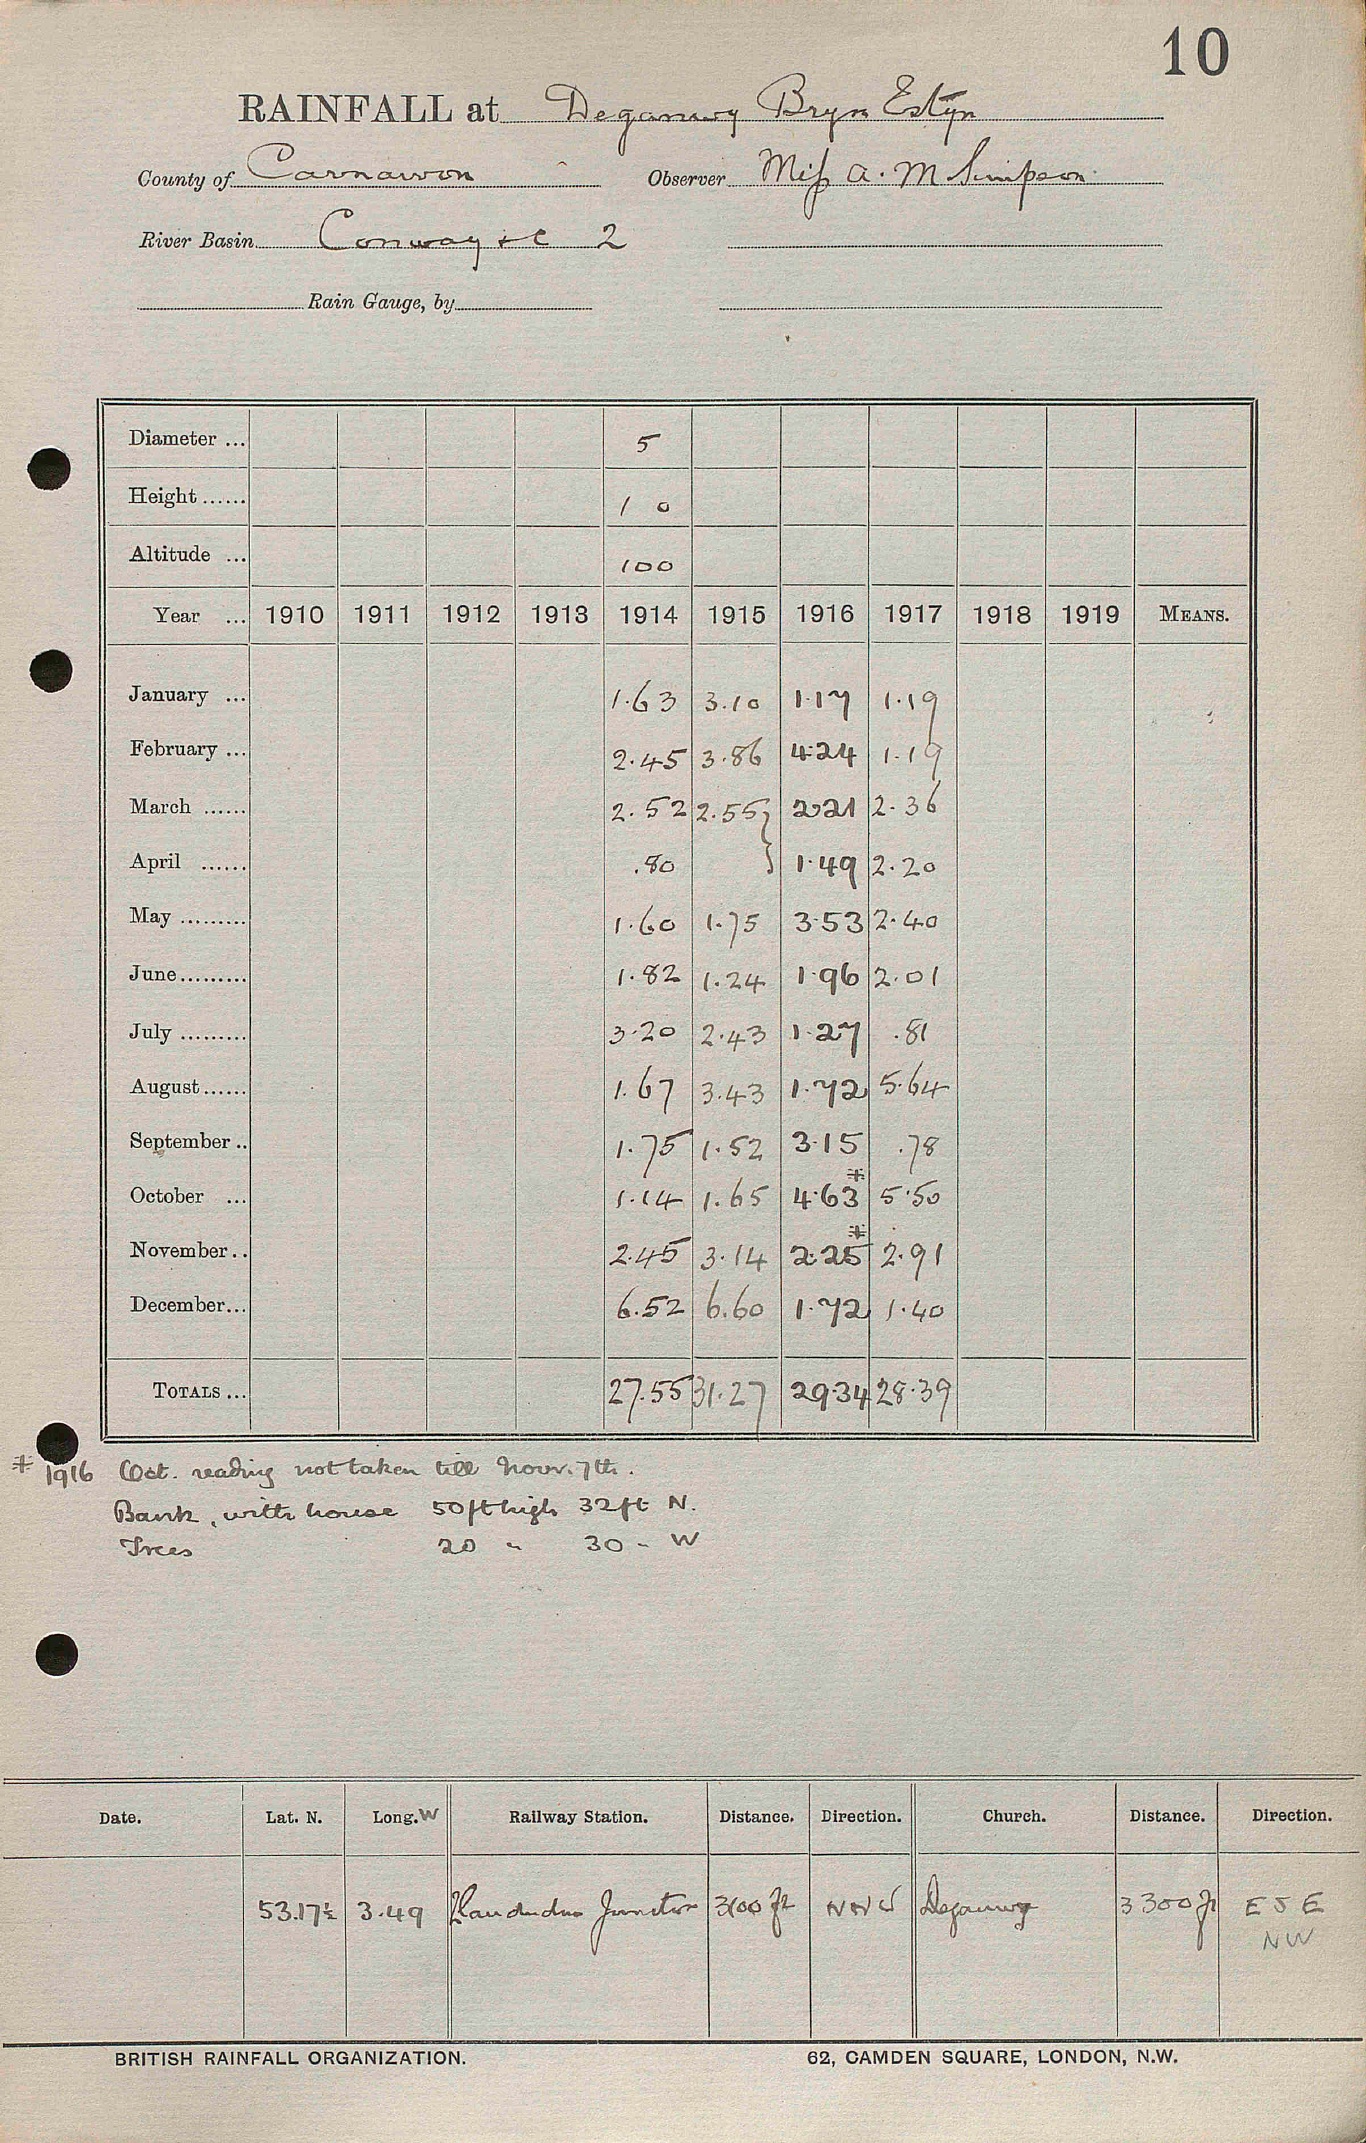 10
RAINFALL at Deganwy Bryn Estyn
County of Carnarvon Observer Miss A. M Simpson
River Basin Conway &c 2
Rain Gauge, by
Diameter ... 5
Height ...... 1 0
Altitude ... 100
Year ... 1910 1911 1912 1913 1914 1915 1916 1917 1918 1919 MEANS.
January ... 1.63 3.10 1.17 1.19
February ... 2.45 3.86 4.24 1.19
March ...... 2.52 2.55 } 2.21 2.36
April ...... .80 } 1.49 2.20
May ......... 1.60 1.75 3.53 2.40
June......... 1.82 1.24 1.96 2.01
July ......... 3.20 2.43 1.27 .81
August...... 1.67 3.43 1.72 5.64
September .. 1.75 1.52 3.15 .78
October ... 1.14 1.65 4.63* 5.50
November .. 2.45 3.14 2.25* 2.91
December... 6.52 6.60 1.72 1.40
TOTALS ... 27.55 31.27 29.34 28.39
* 1916 Oct. reading not taken till Novr. 7th.
Bank, with house 50ft high 32ft N.
Trees 20 " 30 " W
Date. Lat. N. Long. W Railway Station. Distance. Direction. Church. Distance. Direction.
53.17½ 3.49 Llandudno Junction 3100 ft NNW Deganwy 3300 ft ESE
NW
BRITISH RAINFALL ORGANIZATION. 62, CAMDEN SQUARE, LONDON, N.W.